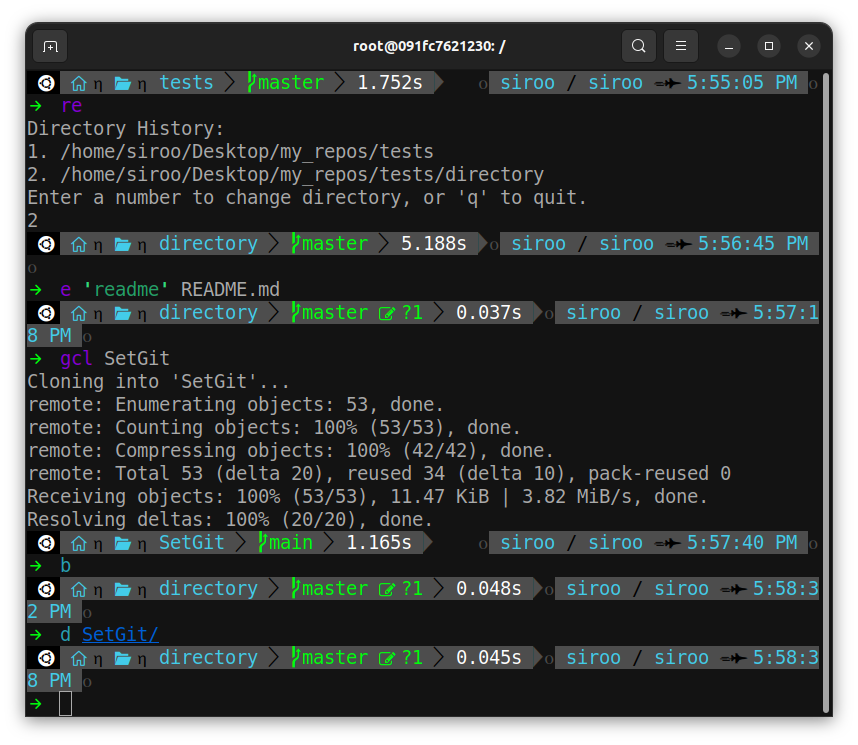 root@091fc7621230: /
η η tests master 1.752s o siroo / siroo 5:55:05 PM o
→ re
Directory History:
1. /home/siroo/Desktop/my_repos/tests
2. /home/siroo/Desktop/my_repos/tests/directory
Enter a number to change directory, or 'q' to quit.
2
η η directory master 5.188s o siroo / siroo 5:56:45 PM
o
→ e 'readme' README.md
η η directory master ?1 0.037s o siroo / siroo 5:57:1
8 PM o
→ gcl SetGit
Cloning into 'SetGit'...
remote: Enumerating objects: 53, done.
remote: Counting objects: 100% (53/53), done.
remote: Compressing objects: 100% (42/42), done.
remote: Total 53 (delta 20), reused 34 (delta 10), pack-reused 0
Receiving objects: 100% (53/53), 11.47 KiB | 3.82 MiB/s, done.
Resolving deltas: 100% (20/20), done.
η η SetGit main 1.165s o siroo / siroo 5:57:40 PM o
→ b
η η directory master ?1 0.048s o siroo / siroo 5:58:3
2 PM o
→ d SetGit/
η η directory master ?1 0.045s o siroo / siroo 5:58:3
8 PM o
→